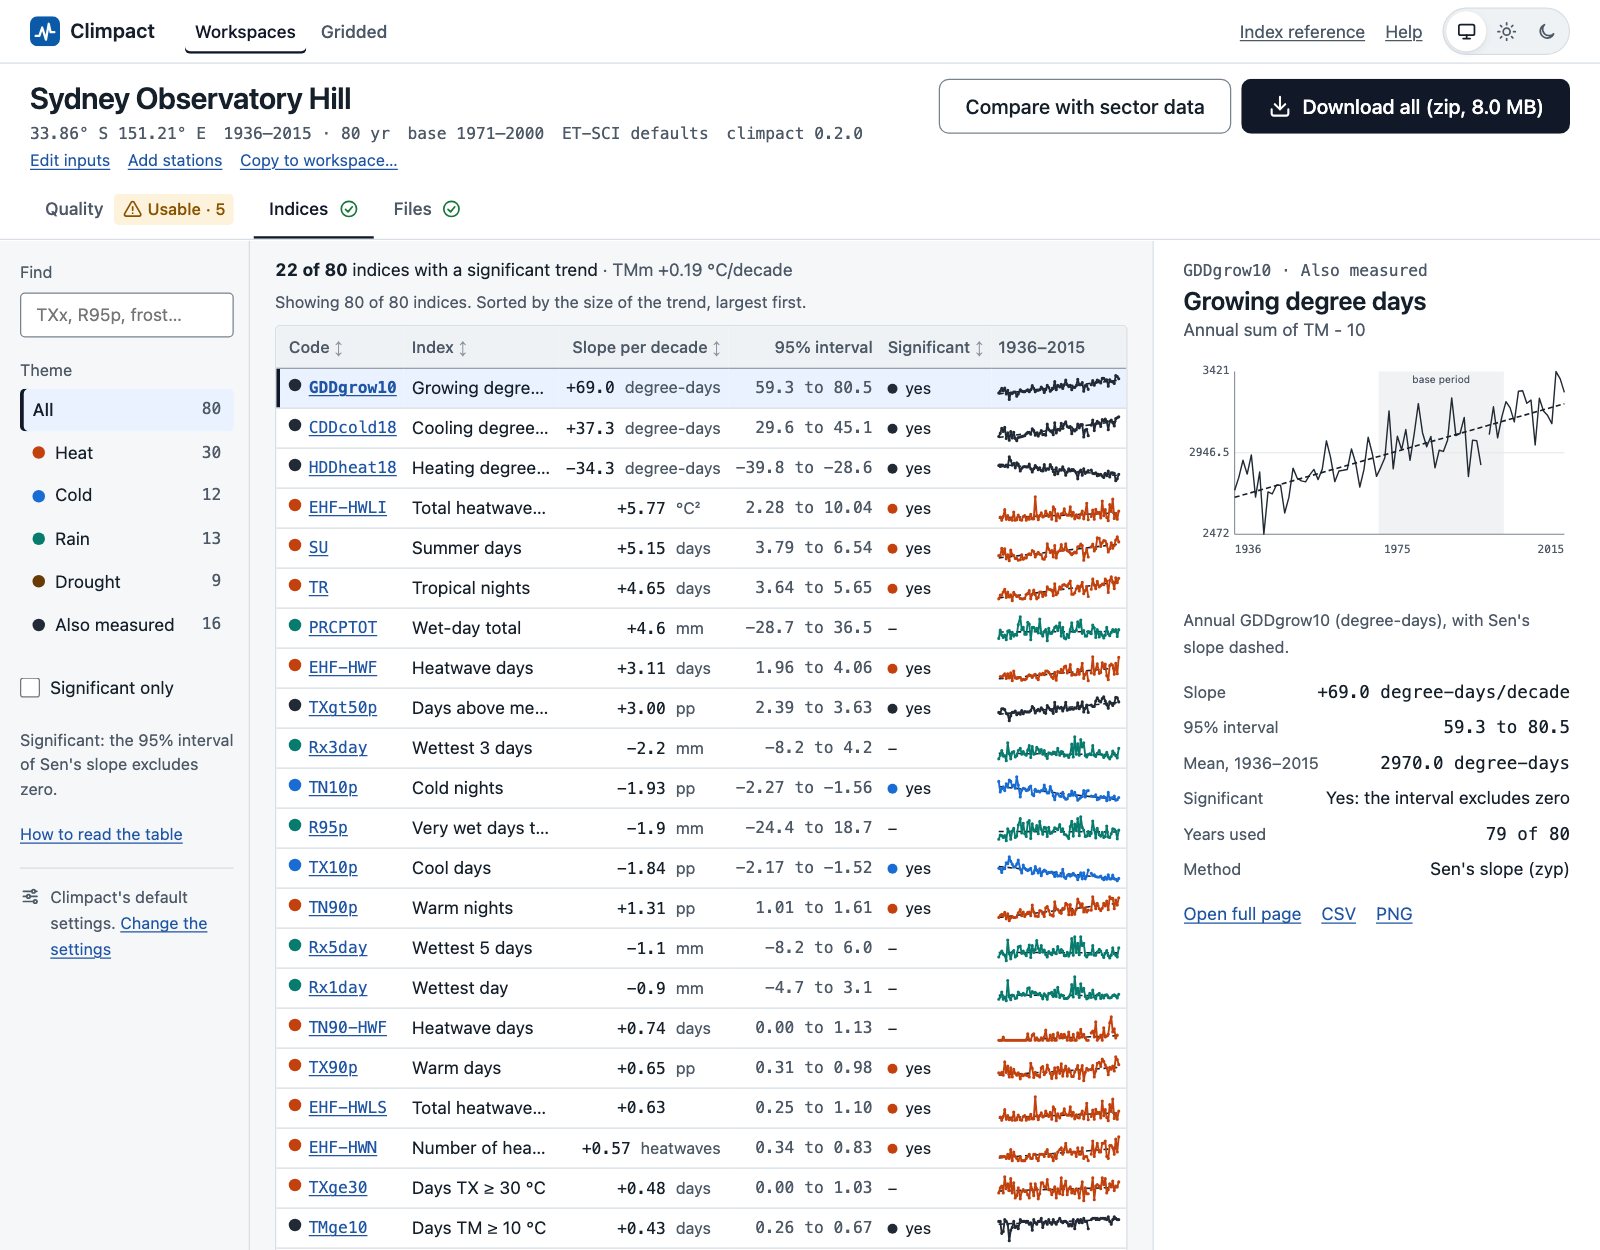 Climpact
Workspaces
Gridded
Index reference
Help
Sydney Observatory Hill
33.86° S 151.21° E 1936–2015 · 80 yr base 1971–2000 ET-SCI defaults climpact 0.2.0
Edit inputs
Add stations
Copy to workspace...
Compare with sector data
Download all (zip, 8.0 MB)
Quality
Usable · 5
Indices
Files
Find
TXx, R95p, frost...
Theme
All 80
Heat 30
Cold 12
Rain 13
Drought 9
Also measured 16
Significant only
Significant: the 95% interval
of Sen's slope excludes
zero.
How to read the table
Climpact's default
settings. Change the
settings
22 of 80 indices with a significant trend · TMm +0.19 °C/decade
Showing 80 of 80 indices. Sorted by the size of the trend, largest first.
Code Index Slope per decade 95% interval Significant 1936–2015
GDDgrow10 Growing degre... +69.0 degree-days 59.3 to 80.5 yes
CDDcold18 Cooling degree... +37.3 degree-days 29.6 to 45.1 yes
HDDheat18 Heating degree... −34.3 degree-days −39.8 to −28.6 yes
EHF-HWLI Total heatwave... +5.77 °C² 2.28 to 10.04 yes
SU Summer days +5.15 days 3.79 to 6.54 yes
TR Tropical nights +4.65 days 3.64 to 5.65 yes
PRCPTOT Wet-day total +4.6 mm −28.7 to 36.5 –
EHF-HWF Heatwave days +3.11 days 1.96 to 4.06 yes
TXgt50p Days above me... +3.00 pp 2.39 to 3.63 yes
Rx3day Wettest 3 days −2.2 mm −8.2 to 4.2 –
TN10p Cold nights −1.93 pp −2.27 to −1.56 yes
R95p Very wet days t... −1.9 mm −24.4 to 18.7 –
TX10p Cool days −1.84 pp −2.17 to −1.52 yes
TN90p Warm nights +1.31 pp 1.01 to 1.61 yes
Rx5day Wettest 5 days −1.1 mm −8.2 to 6.0 –
Rx1day Wettest day −0.9 mm −4.7 to 3.1 –
TN90-HWF Heatwave days +0.74 days 0.00 to 1.13 –
TX90p Warm days +0.65 pp 0.31 to 0.98 yes
EHF-HWLS Total heatwave... +0.63 0.25 to 1.10 yes
EHF-HWN Number of hea... +0.57 heatwaves 0.34 to 0.83 yes
TXge30 Days TX ≥ 30 °C +0.48 days 0.00 to 1.03 –
TMge10 Days TM ≥ 10 °C +0.43 days 0.26 to 0.67 yes
GDDgrow10 · Also measured
Growing degree days
Annual sum of TM - 10
3421
base period
2946.5
2472
1936 1975 2015
Annual GDDgrow10 (degree-days), with Sen's
slope dashed.
Slope +69.0 degree-days/decade
95% interval 59.3 to 80.5
Mean, 1936–2015 2970.0 degree-days
Significant Yes: the interval excludes zero
Years used 79 of 80
Method Sen's slope (zyp)
Open full page CSV PNG